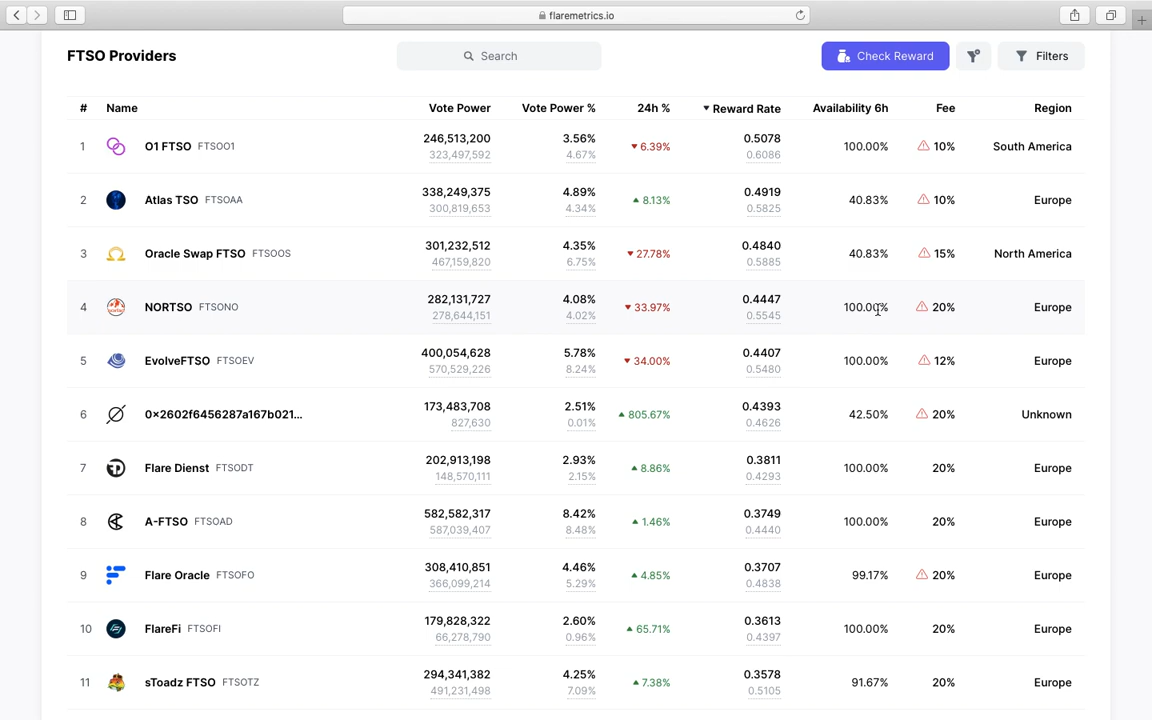 flaremetrics.io
FTSO Providers
Search
Check Reward
Filters
# Name Vote Power Vote Power % 24h % ▼ Reward Rate Availability 6h Fee Region
1 O1 FTSO FTSOO1 246,513,200 3.56% ▼ 6.39% 0.5078 100.00% 10% South America
323,497,592 4.67% 0.6086
2 Atlas TSO FTSOAA 338,249,375 4.89% ▲ 8.13% 0.4919 40.83% 10% Europe
300,819,653 4.34% 0.5825
3 Oracle Swap FTSO FTSOOS 301,232,512 4.35% ▼ 27.78% 0.4840 40.83% 15% North America
467,159,820 6.75% 0.5885
4 NORTSO FTSONO 282,131,727 4.08% ▼ 33.97% 0.4447 100.00% 20% Europe
278,644,151 4.02% 0.5545
5 EvolveFTSO FTSOEV 400,054,628 5.78% ▼ 34.00% 0.4407 100.00% 12% Europe
570,529,226 8.24% 0.5480
6 0x2602f6456287a167b021... 173,483,708 2.51% ▲ 805.67% 0.4393 42.50% 20% Unknown
827,630 0.01% 0.4626
7 Flare Dienst FTSODT 202,913,198 2.93% ▲ 8.86% 0.3811 100.00% 20% Europe
148,570,111 2.15% 0.4293
8 A-FTSO FTSOAD 582,582,317 8.42% ▲ 1.46% 0.3749 100.00% 20% Europe
587,039,407 8.48% 0.4440
9 Flare Oracle FTSOFO 308,410,851 4.46% ▲ 4.85% 0.3707 99.17% 20% Europe
366,099,214 5.29% 0.4838
10 FlareFi FTSOFI 179,828,322 2.60% ▲ 65.71% 0.3613 100.00% 20% Europe
66,278,790 0.96% 0.4397
11 sToadz FTSO FTSOTZ 294,341,382 4.25% ▲ 7.38% 0.3578 91.67% 20% Europe
491,231,498 7.09% 0.5105